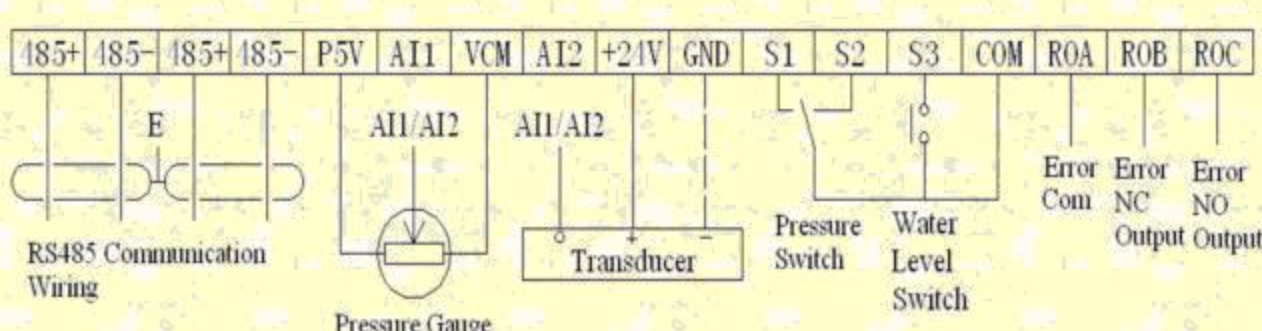 485+ 485- 485+ 485- P5V AI1 VCM AI2 +24V GND S1 S2 S3 COM ROA ROB ROC
E
AI1/AI2
AI1/AI2
RS485 Communication
Wiring
Pressure Gauge
+
-
Transducer
Pressure
Switch
Water
Level
Switch
Error
Com
Error
NC
Output
Error
NO
Output